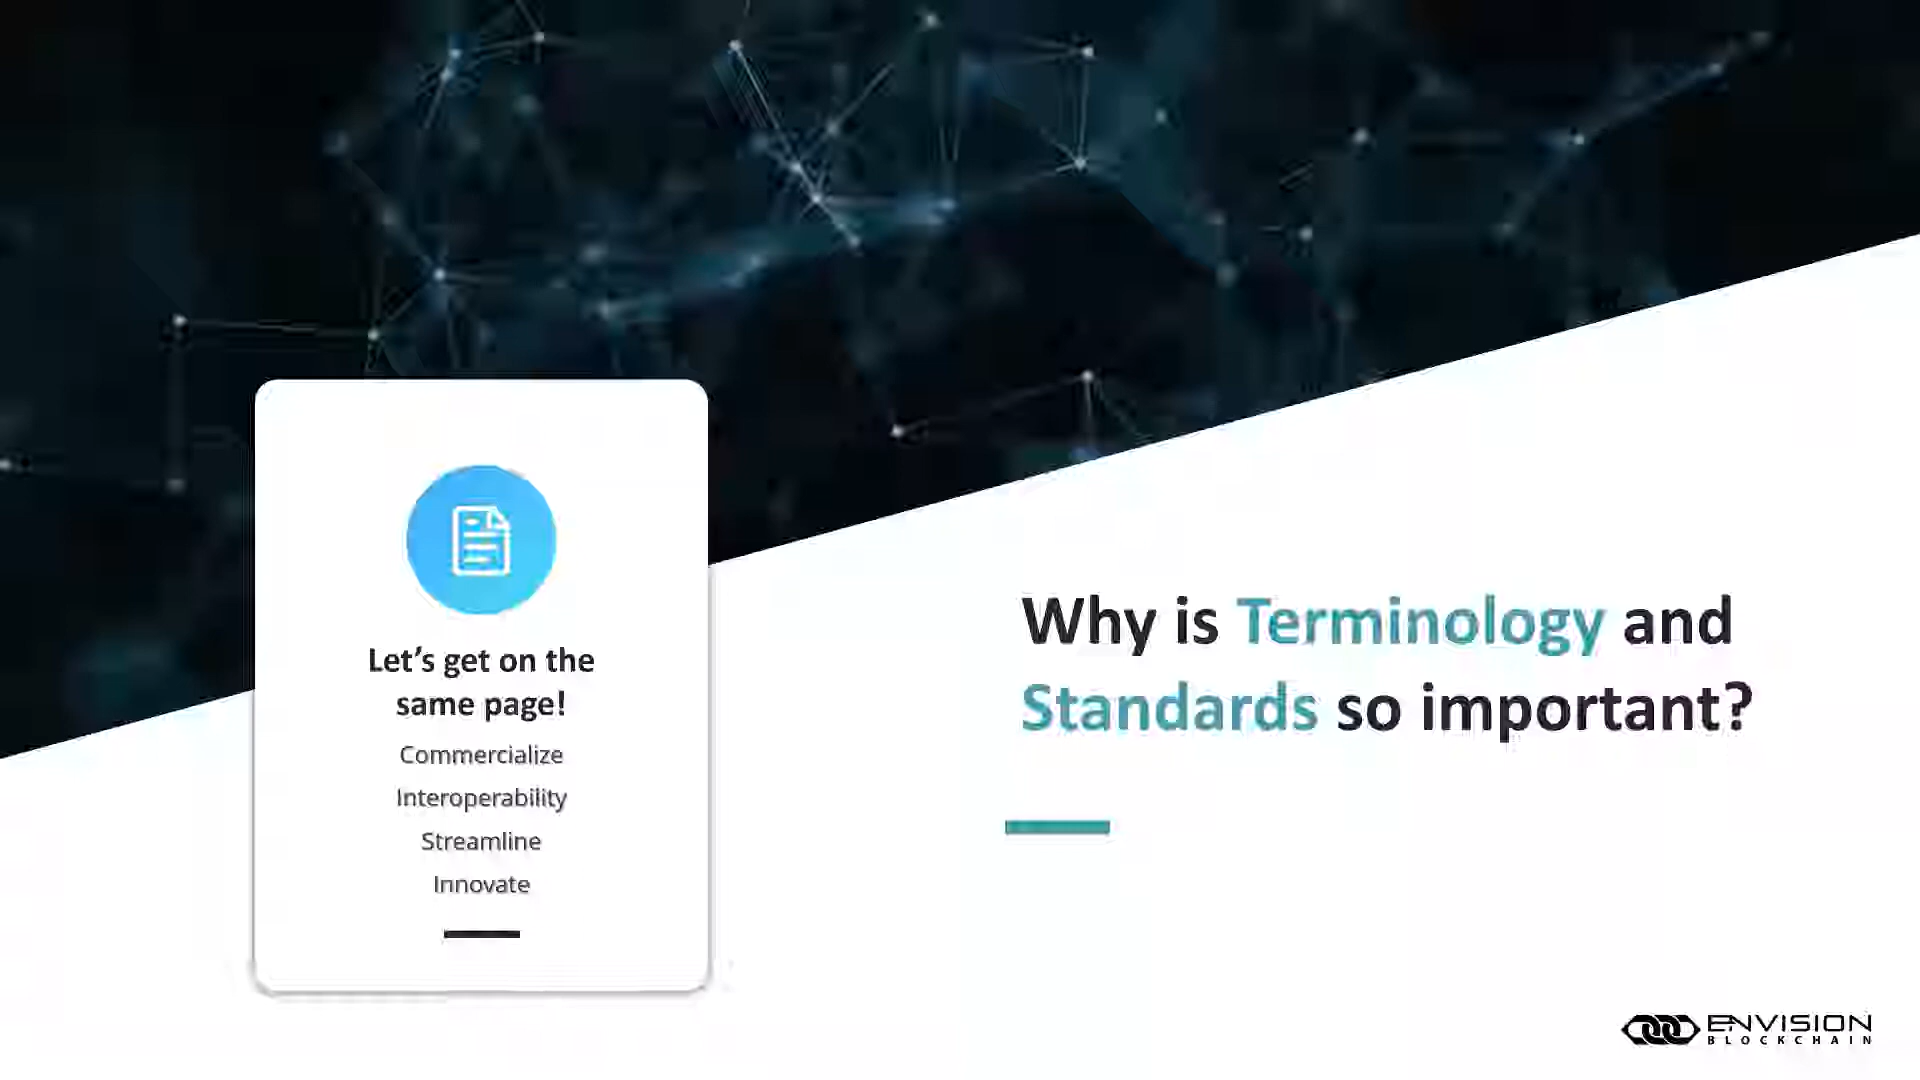 Let's get on the
same page!
Commercialize
Interoperability
Streamline
Innovate
Why is Terminology and
Standards so important?
ENVISION
BLOCKCHAIN